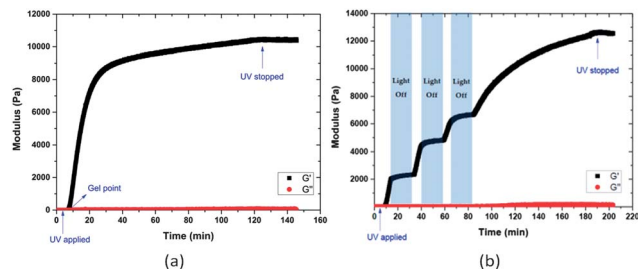 (a)
12000
10000
8000
6000
4000
2000
0
Modulus (Pa)
UV stopped
Gel point
G'
G''
0 20 40 60 80 100 120 140 160
UV applied
Time (min)
(a)
(b)
14000
12000
10000
8000
6000
4000
2000
0
Modulus (Pa)
Light Light Light
Off Off Off
UV stopped
G'
G''
0 20 40 60 80 100 120 140 160 180 200 220
UV applied
Time (min)
(b)